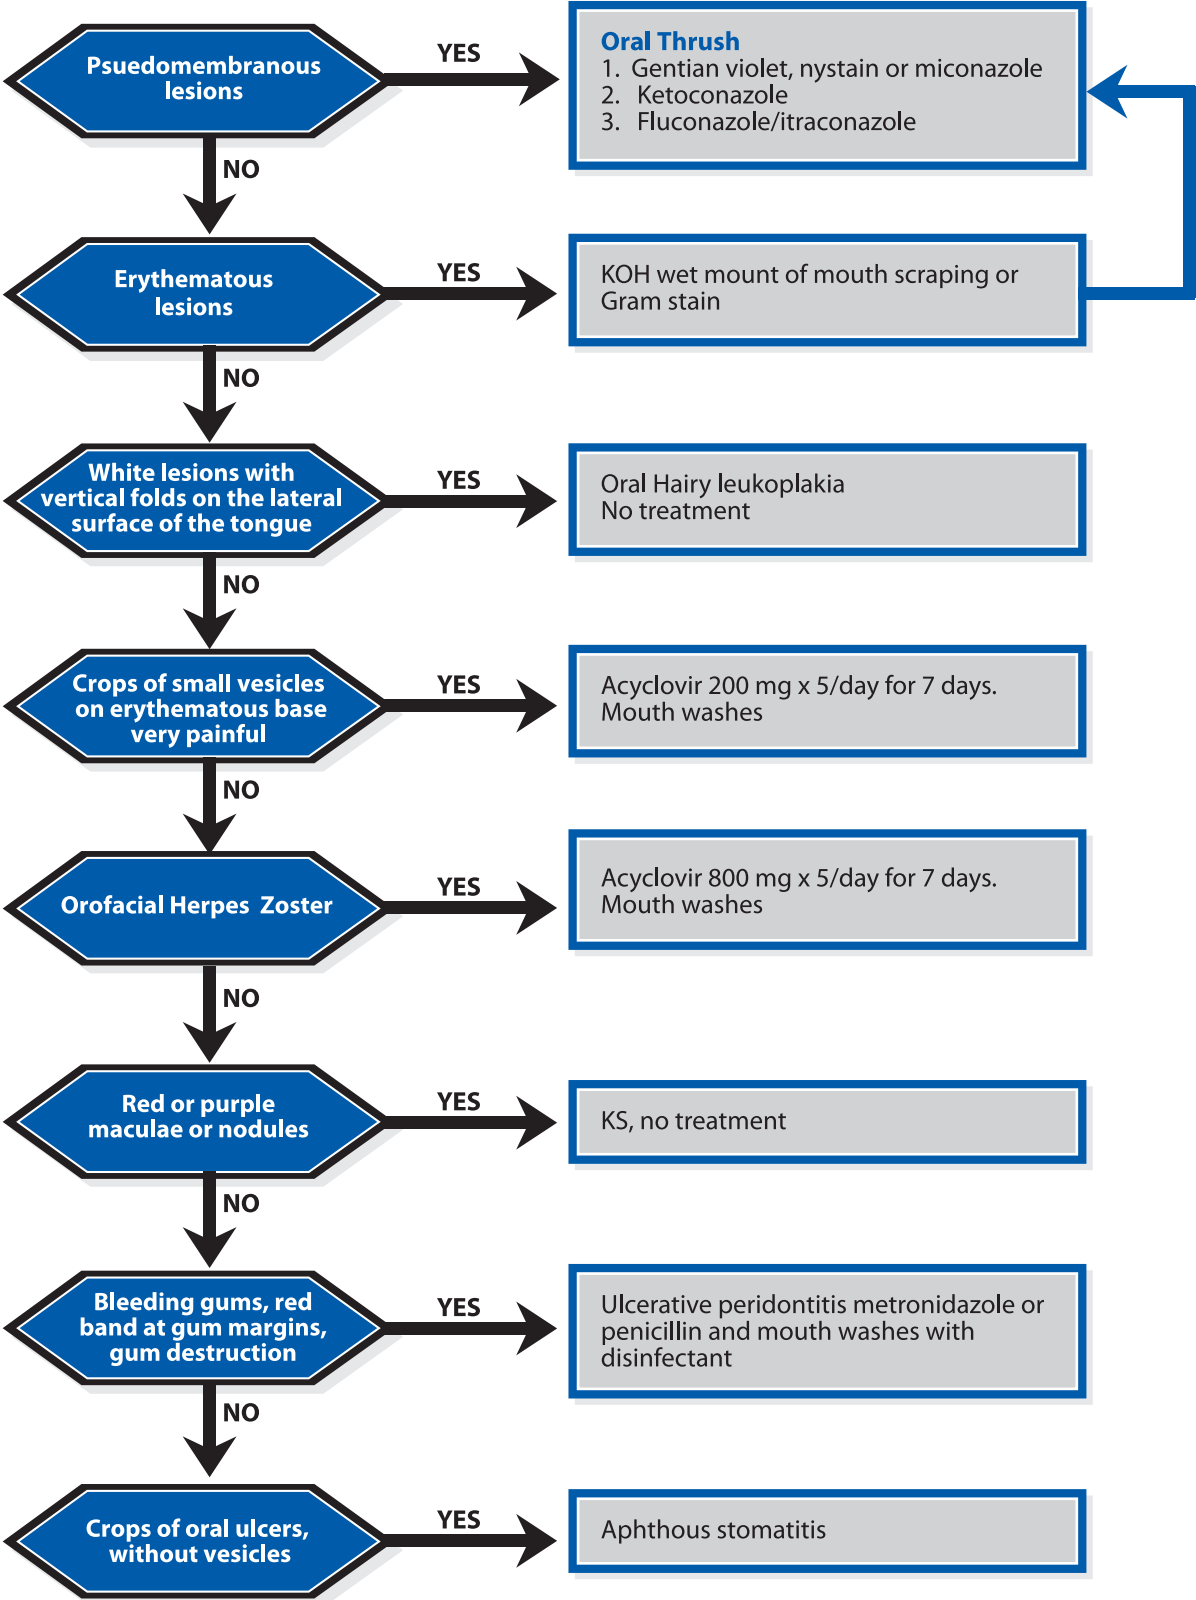 Psuedomembranous
lesions
YES
Oral Thrush
1. Gentian violet, nystain or miconazole
2. Ketoconazole
3. Fluconazole/itraconazole
NO
Erythematous
lesions
YES
KOH wet mount of mouth scraping or
Gram stain
NO
White lesions with
vertical folds on the lateral
surface of the tongue
YES
Oral Hairy leukoplakia
No treatment
NO
Crops of small vesicles
on erythematous base
very painful
YES
Acyclovir 200 mg x 5/day for 7 days.
Mouth washes
NO
Orofacial Herpes Zoster
YES
Acyclovir 800 mg x 5/day for 7 days.
Mouth washes
NO
Red or purple
maculae or nodules
YES
KS, no treatment
NO
Bleeding gums, red
band at gum margins,
gum destruction
YES
Ulcerative peridontitis metronidazole or
penicillin and mouth washes with
disinfectant
NO
Crops of oral ulcers,
without vesicles
YES
Aphthous stomatitis